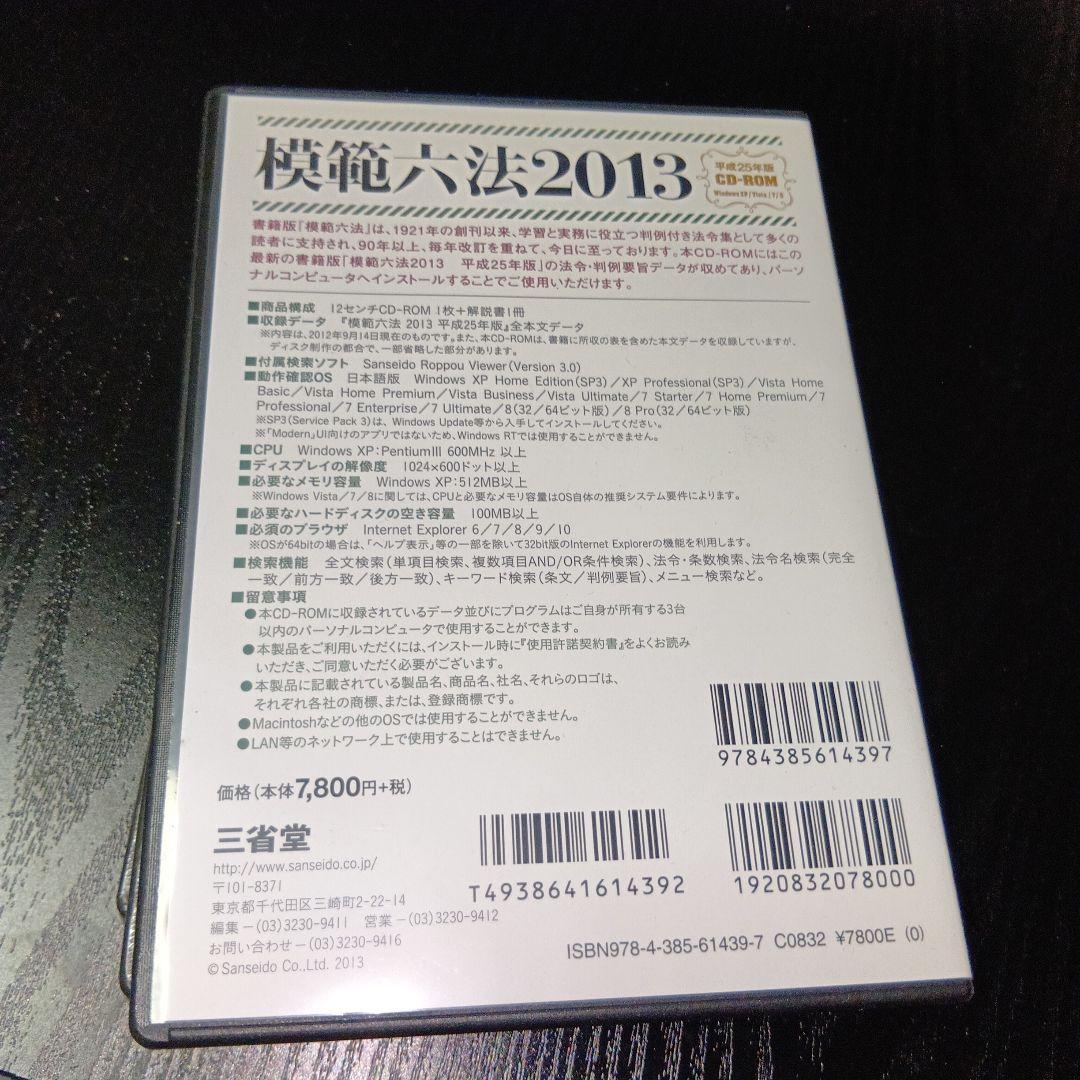 模範六法2013
平成25年版
CD-ROM
Windows XP/Vista/7/8
書籍版『模範六法』は、1921年の創刊以来、学習と実務に役立つ判例付き法令集として多くの
読者に支持され、90年以上、毎年改訂を重ねて、今日に至っております。本CD-ROMにはこの
最新の書籍版『模範六法2013　平成25年版』の法令・判例要旨データが収めてあり、パーソ
ナルコンピュータへインストールすることでご使用いただけます。
■商品構成　12センチCD-ROM 1枚+解説書1冊
■収録データ　『模範六法 2013 平成25年版』全本文データ
※内容は、2012年9月14日現在のものです。また、本CD-ROMは、書籍に所収の表を含めた本文データを収録していますが、
ディスク制作の都合で、一部省略した部分があります。
■付属検索ソフト　Sanseido Roppou Viewer(Version 3.0)
■動作確認OS　日本語版　Windows XP Home Edition(SP3)／XP Professional(SP3)／Vista Home
Basic／Vista Home Premium／Vista Business／Vista Ultimate／7 Starter／7 Home Premium／7
Professional／7 Enterprise／7 Ultimate／8(32／64ビット版)／8 Pro(32／64ビット版)
※SP3(Service Pack 3)は、Windows Update等から入手してインストールしてください。
※「Modern」UI向けのアプリではないため、Windows RTでは使用することができません。
■CPU　Windows XP:PentiumIII 600MHz 以上
■ディスプレイの解像度　1024×600ドット以上
■必要なメモリ容量　Windows XP:512MB以上
※Windows Vista／7／8に関しては、CPUと必要なメモリ容量はOS自体の推奨システム要件によります。
■必要なハードディスクの空き容量　100MB以上
■必須のブラウザ　Internet Explorer 6／7／8／9／10
※OSが64bitの場合は、「ヘルプ表示」等の一部を除いて32bit版のInternet Explorerの機能を利用します。
■検索機能　全文検索(単項目検索、複数項目AND/OR条件検索)、法令・条数検索、法令名検索(完全
一致／前方一致／後方一致)、キーワード検索(条文／判例要旨)、メニュー検索など。
■留意事項
●本CD-ROMに収録されているデータ並びにプログラムはご自身が所有する3台
以内のパーソナルコンピュータで使用することができます。
●本製品をご利用いただくには、インストール時に『使用許諾契約書』をよくお読み
いただき、ご同意いただく必要がございます。
●本製品に記載されている製品名、商品名、社名、それらのロゴは、
それぞれ各社の商標、または、登録商標です。
●Macintoshなどの他のOSでは使用することができません。
●LAN等のネットワーク上で使用することはできません。
9784385614397
価格(本体7,800円+税)
三省堂
http://www.sanseido.co.jp/
〒101-8371
東京都千代田区三崎町2-22-14
編集－(03)3230-9411　営業－(03)3230-9412
お問い合わせ－(03)3230-9416
©Sanseido Co.,Ltd. 2013
T4938641614392
1920832078000
ISBN978-4-385-61439-7　C0832　¥7800E (0)